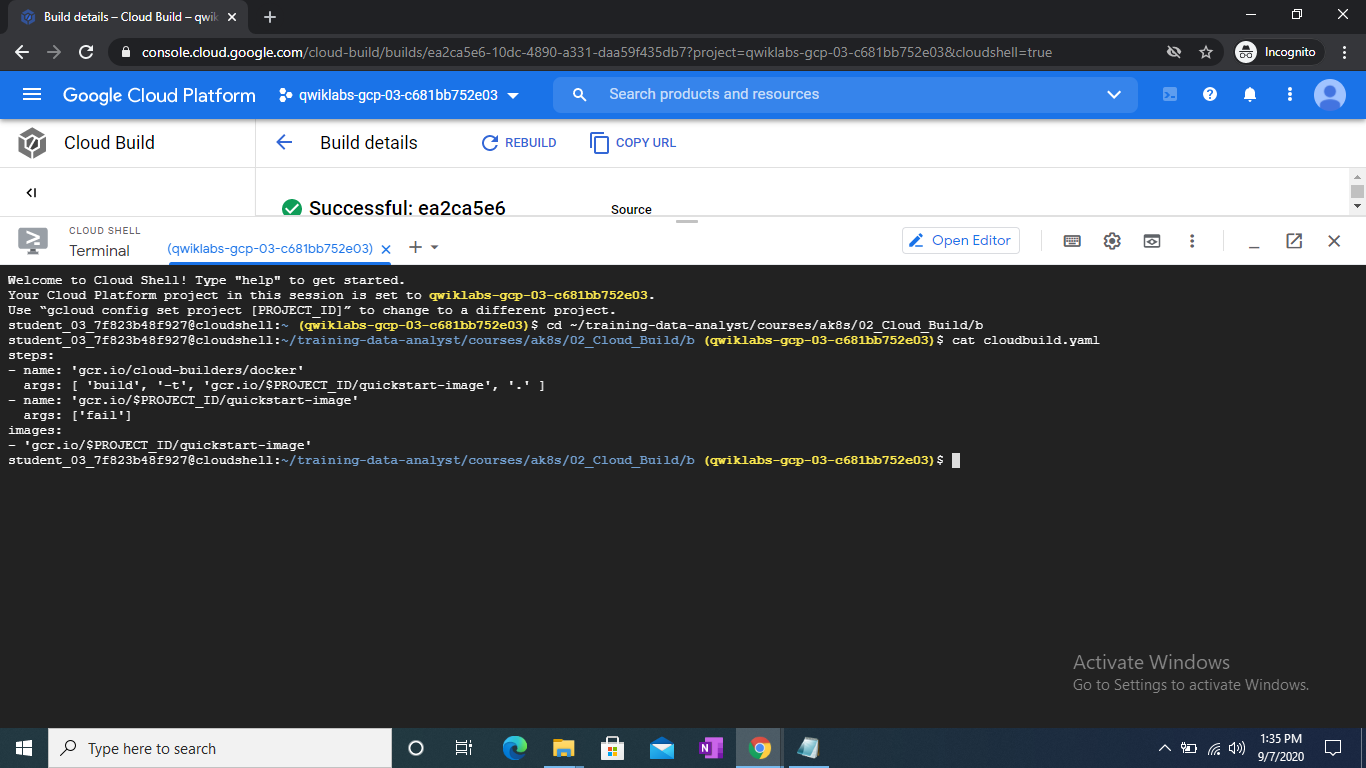 Build details – Cloud Build – qwik
console.cloud.google.com/cloud-build/builds/ea2ca5e6-10dc-4890-a331-daa59f435db7?project=qwiklabs-gcp-03-c681bb752e03&cloudshell=true
Incognito
Google Cloud Platform
qwiklabs-gcp-03-c681bb752e03
Search products and resources
Cloud Build
Build details
REBUILD
COPY URL
Successful: ea2ca5e6
Source
CLOUD SHELL
Terminal
(qwiklabs-gcp-03-c681bb752e03)
Open Editor
Welcome to Cloud Shell! Type "help" to get started.
Your Cloud Platform project in this session is set to qwiklabs-gcp-03-c681bb752e03.
Use “gcloud config set project [PROJECT_ID]” to change to a different project.
student_03_7f823b48f927@cloudshell:~ (qwiklabs-gcp-03-c681bb752e03)$ cd ~/training-data-analyst/courses/ak8s/02_Cloud_Build/b
student_03_7f823b48f927@cloudshell:~/training-data-analyst/courses/ak8s/02_Cloud_Build/b (qwiklabs-gcp-03-c681bb752e03)$ cat cloudbuild.yaml
steps:
- name: 'gcr.io/cloud-builders/docker'
  args: [ 'build', '-t', 'gcr.io/$PROJECT_ID/quickstart-image', '.' ]
- name: 'gcr.io/$PROJECT_ID/quickstart-image'
  args: ['fail']
images:
- 'gcr.io/$PROJECT_ID/quickstart-image'
student_03_7f823b48f927@cloudshell:~/training-data-analyst/courses/ak8s/02_Cloud_Build/b (qwiklabs-gcp-03-c681bb752e03)$
Activate Windows
Go to Settings to activate Windows.
Type here to search
1:35 PM
9/7/2020